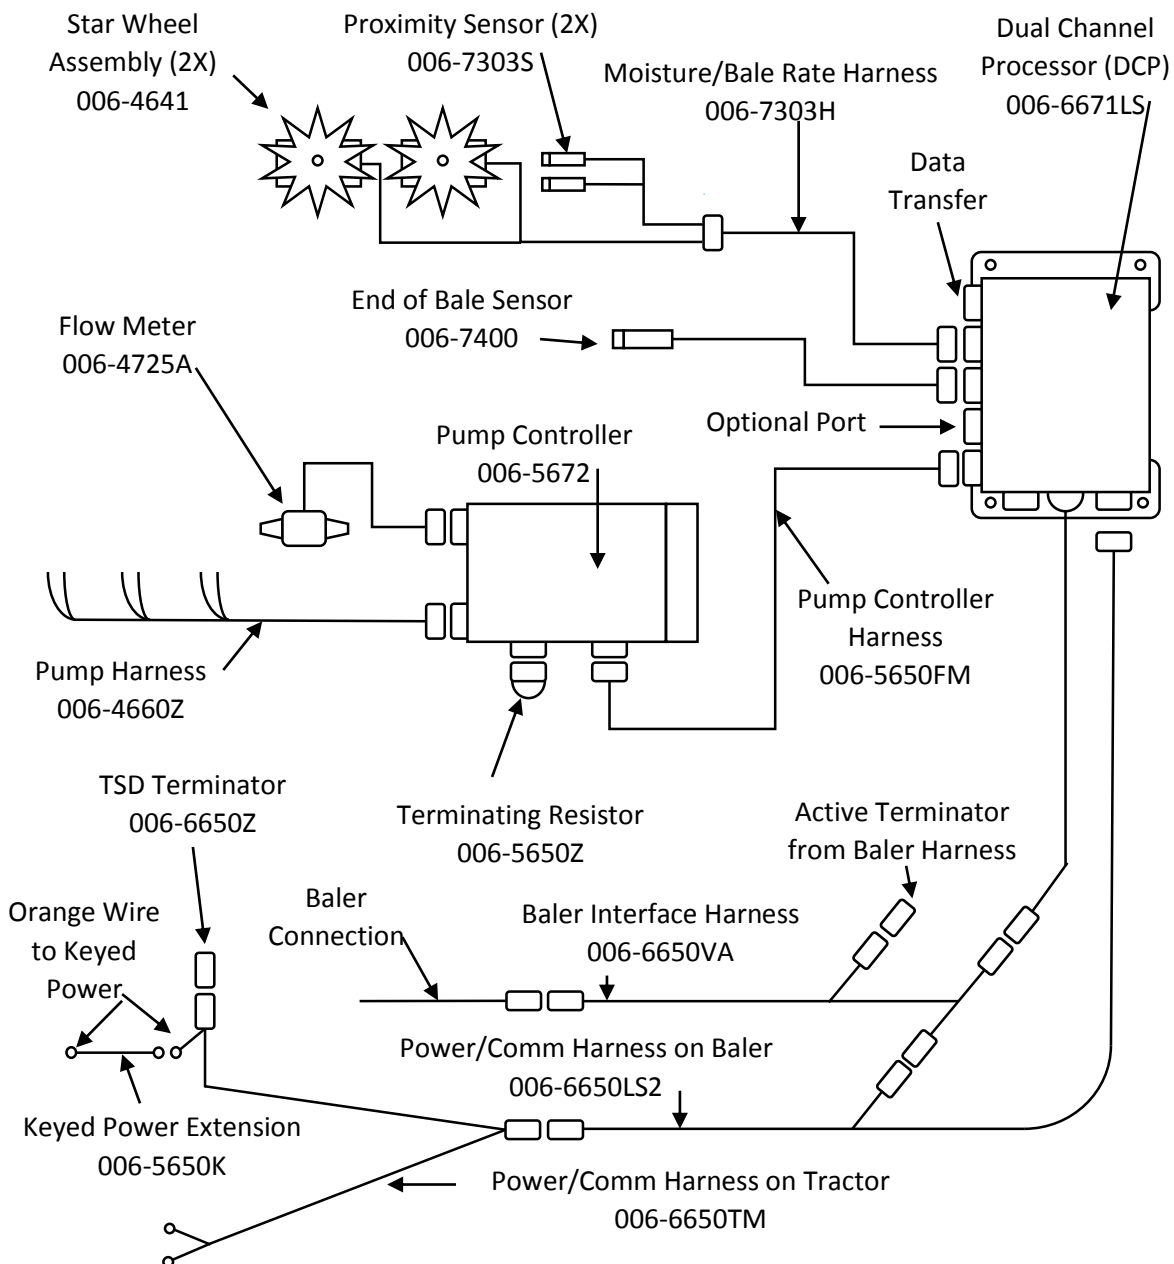 Star Wheel
Assembly (2X)
006-4641
Proximity Sensor (2X)
006-7303S
Moisture/Bale Rate Harness
006-7303H
Dual Channel
Processor (DCP)
006-6671LS
Data
Transfer
End of Bale Sensor
006-7400
Flow Meter
006-4725A
Optional Port
Pump Controller
006-5672
Pump Controller
Harness
006-5650FM
Pump Harness
006-4660Z
TSD Terminator
006-6650Z
Terminating Resistor
006-5650Z
Active Terminator
from Baler Harness
Orange Wire
to Keyed
Power
Baler
Connection
Baler Interface Harness
006-6650VA
Power/Comm Harness on Baler
006-6650LS2
Keyed Power Extension
006-5650K
Power/Comm Harness on Tractor
006-6650TM